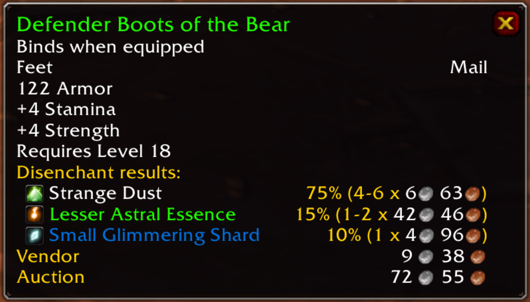 Defender Boots of the Bear
Binds when equipped
Feet Mail
122 Armor
+4 Stamina
+4 Strength
Requires Level 18
Disenchant results:
Strange Dust 75% (4-6 x 6 63 )
Lesser Astral Essence 15% (1-2 x 42 46 )
Small Glimmering Shard 10% (1 x 4 96 )
Vendor 9 38
Auction 72 55